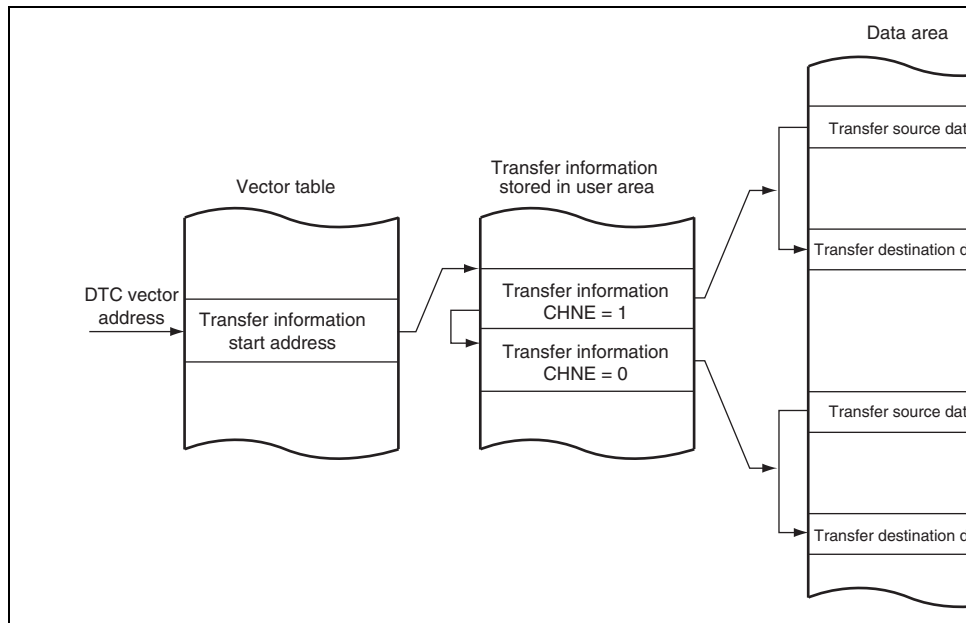 Data area
Transfer source dat
Transfer information
stored in user area
Vector table
Transfer destination d
DTC vector
address
Transfer information
start address
Transfer information
CHNE = 1
Transfer information
CHNE = 0
Transfer source dat
Transfer destination d